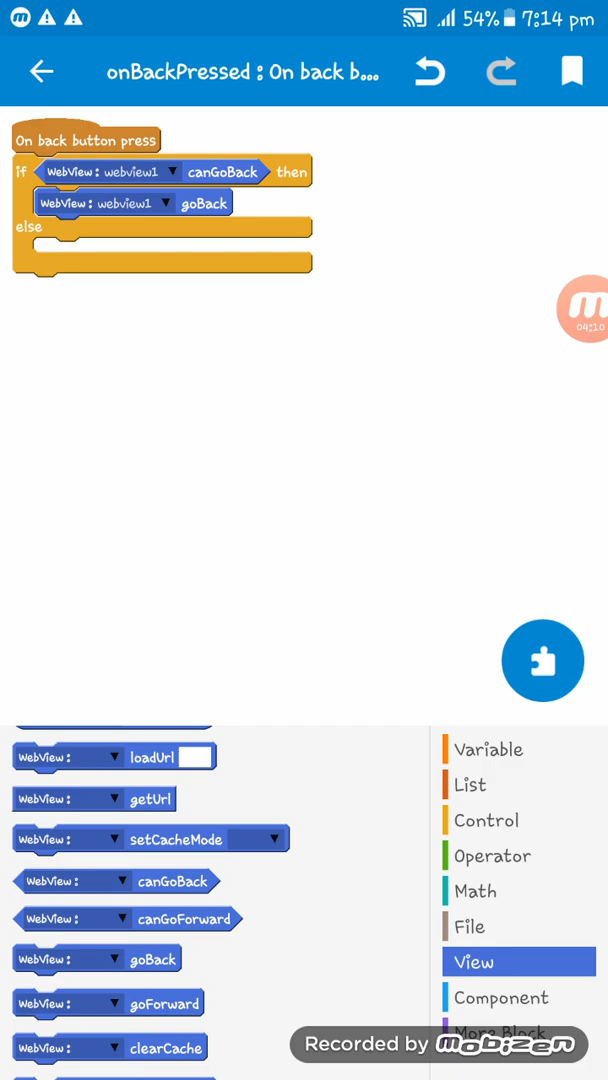 54% 7:14 pm
onBackPressed : On back b...
On back button press
if WebView : webview1 canGoBack then
WebView : webview1 goBack
else
04:10
WebView : loadUrl
WebView : getUrl
WebView : setCacheMode
WebView : canGoBack
WebView : canGoForward
WebView : goBack
WebView : goForward
WebView : clearCache
Variable
List
Control
Operator
Math
File
View
Component
More Block
Recorded by mobizen